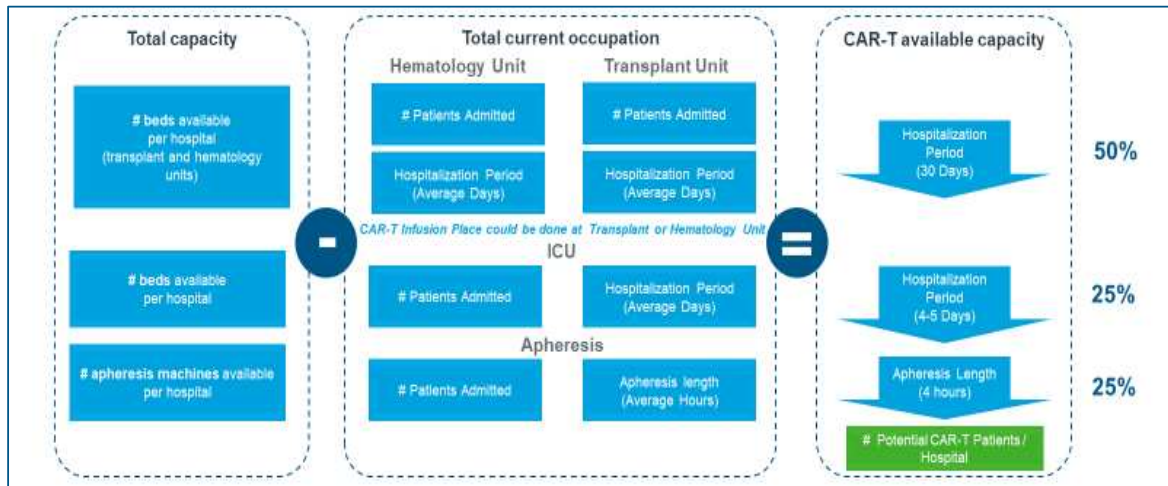 Total capacity
# beds available
per hospital
(transplant and hematology
units)
# beds available
per hospital
# apheresis machines available
per hospital
-
Total current occupation
Hematology Unit
Transplant Unit
# Patients Admitted
# Patients Admitted
Hospitalization Period
(Average Days)
Hospitalization Period
(Average Days)
CAR-T Infusion Place could be done at Transplant or Hematology Unit
ICU
# Patients Admitted
Hospitalization Period
(Average Days)
Apheresis
# Patients Admitted
Apheresis length
(Average Hours)
=
CAR-T available capacity
Hospitalization
Period
(30 Days)
50%
Hospitalization
Period
(4-5 Days)
25%
Apheresis Length
(4 hours)
25%
# Potential CAR-T Patients /
Hospital